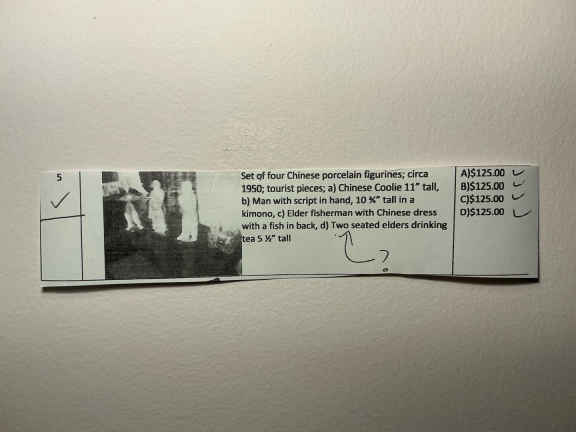 5
Set of four Chinese porcelain figurines; circa
1950; tourist pieces; a) Chinese Coolie 11" tall,
b) Man with script in hand, 10 ¾" tall in a
kimono, c) Elder fisherman with Chinese dress
with a fish in back, d) Two seated elders drinking
tea 5 ½" tall
?
A)$125.00
B)$125.00
C)$125.00
D)$125.00